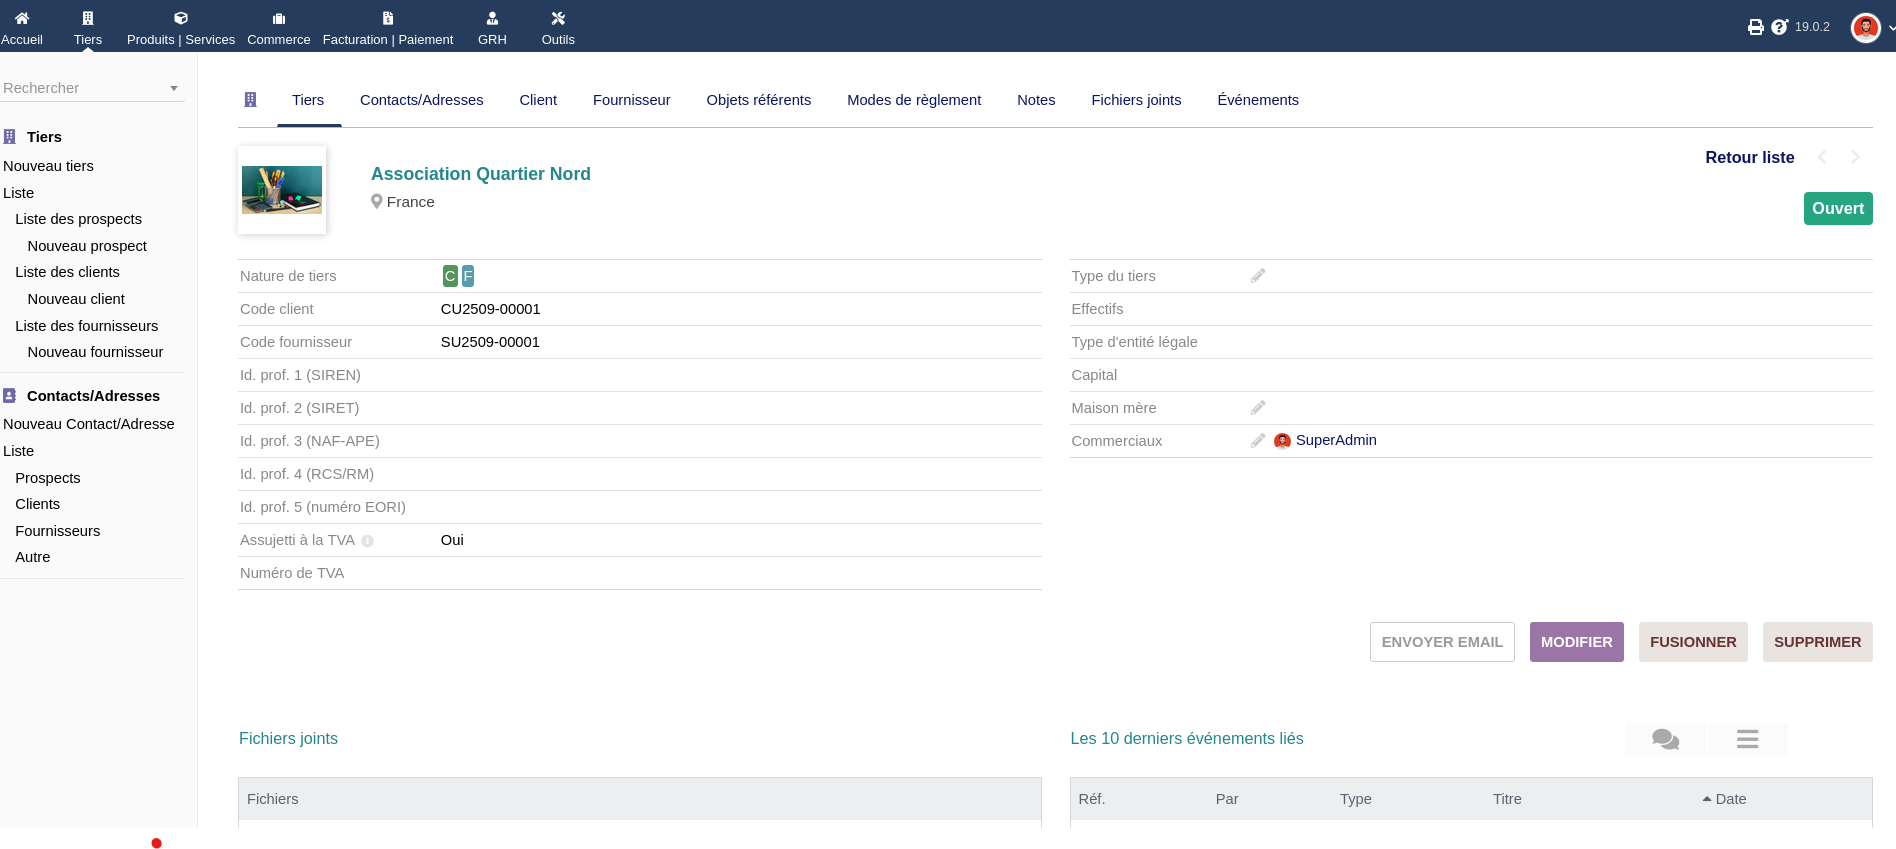 Accueil Tiers Produits | Services Commerce Facturation | Paiement GRH Outils 19.0.2
Rechercher
Tiers
Nouveau tiers
Liste
Liste des prospects
Nouveau prospect
Liste des clients
Nouveau client
Liste des fournisseurs
Nouveau fournisseur
Contacts/Adresses
Nouveau Contact/Adresse
Liste
Prospects
Clients
Fournisseurs
Autre
Tiers Contacts/Adresses Client Fournisseur Objets référents Modes de règlement Notes Fichiers joints Événements
Association Quartier Nord
France
Retour liste
Ouvert
Nature de tiers C F
Code client CU2509-00001
Code fournisseur SU2509-00001
Id. prof. 1 (SIREN)
Id. prof. 2 (SIRET)
Id. prof. 3 (NAF-APE)
Id. prof. 4 (RCS/RM)
Id. prof. 5 (numéro EORI)
Assujetti à la TVA Oui
Numéro de TVA
Type du tiers
Effectifs
Type d'entité légale
Capital
Maison mère
Commerciaux SuperAdmin
ENVOYER EMAIL MODIFIER FUSIONNER SUPPRIMER
Fichiers joints
Fichiers
Les 10 derniers événements liés
Réf. Par Type Titre Date